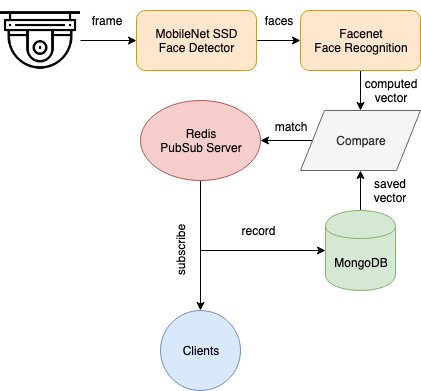 frame
MobileNet SSD
Face Detector
faces
Facenet
Face Recognition
computed
vector
Redis
PubSub Server
match
Compare
saved
vector
subscribe
record
MongoDB
Clients